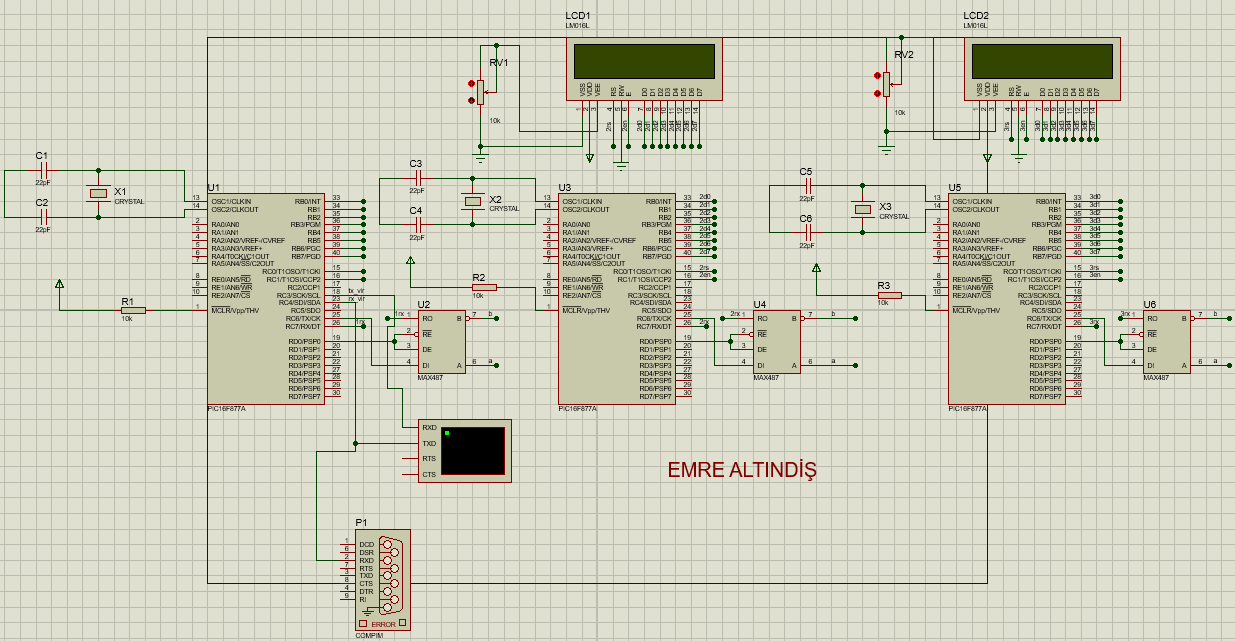 LCD1
LM016L
LCD2
LM016L
RV1
10k
RV2
10k
VSS VDD VEE RS RW E D0 D1 D2 D3 D4 D5 D6 D7
1 2 3 4 5 6 7 8 9 10 11 12 13 14
2rs 2en 2d0 2d1 2d2 2d3 2d4 2d5 2d6 2d7
VSS VDD VEE RS RW E D0 D1 D2 D3 D4 D5 D6 D7
1 2 3 4 5 6 7 8 9 10 11 12 13 14
3rs 3en 3d0 3d1 3d2 3d3 3d4 3d5 3d6 3d7
C1
22pF
C2
22pF
X1
CRYSTAL
C3
22pF
C4
22pF
X2
CRYSTAL
C5
22pF
C6
22pF
X3
CRYSTAL
R1
10k
R2
10k
R3
10k
U1
13 OSC1/CLKIN RB0/INT 33
14 OSC2/CLKOUT RB1 34
RB2 35
2 RA0/AN0 RB3/PGM 36
3 RA1/AN1 RB4 37
4 RA2/AN2/VREF-/CVREF RB5 38
5 RA3/AN3/VREF+ RB6/PGC 39
6 RA4/T0CKI/C1OUT RB7/PGD 40
7 RA5/AN4/SS/C2OUT
RC0/T1OSO/T1CKI 15
8 RE0/AN5/RD RC1/T1OSI/CCP2 16
9 RE1/AN6/WR RC2/CCP1 17
10 RE2/AN7/CS RC3/SCK/SCL 18 tx_vir
RC4/SDI/SDA 23 rx_vir
1 MCLR/Vpp/THV RC5/SDO 24
RC6/TX/CK 25
RC7/RX/DT 26 1rx
RD0/PSP0 19
RD1/PSP1 20
RD2/PSP2 21
RD3/PSP3 22
RD4/PSP4 27
RD5/PSP5 28
RD6/PSP6 29
RD7/PSP7 30
PIC16F877A
U2
1rx 1 RO B 7 b
2 RE
3 DE
4 DI A 6 a
MAX487
U3
13 OSC1/CLKIN RB0/INT 33 2d0
14 OSC2/CLKOUT RB1 34 2d1
RB2 35 2d2
2 RA0/AN0 RB3/PGM 36 2d3
3 RA1/AN1 RB4 37 2d4
4 RA2/AN2/VREF-/CVREF RB5 38 2d5
5 RA3/AN3/VREF+ RB6/PGC 39 2d6
6 RA4/T0CKI/C1OUT RB7/PGD 40 2d7
7 RA5/AN4/SS/C2OUT
RC0/T1OSO/T1CKI 15 2rs
8 RE0/AN5/RD RC1/T1OSI/CCP2 16 2en
9 RE1/AN6/WR RC2/CCP1 17
10 RE2/AN7/CS RC3/SCK/SCL 18
RC4/SDI/SDA 23
1 MCLR/Vpp/THV RC5/SDO 24
RC6/TX/CK 25
RC7/RX/DT 26 2rx
RD0/PSP0 19
RD1/PSP1 20
RD2/PSP2 21
RD3/PSP3 22
RD4/PSP4 27
RD5/PSP5 28
RD6/PSP6 29
RD7/PSP7 30
PIC16F877A
U4
2rx 1 RO B 7 b
2 RE
3 DE
4 DI A 6 a
MAX487
U5
13 OSC1/CLKIN RB0/INT 33 3d0
14 OSC2/CLKOUT RB1 34 3d1
RB2 35 3d2
2 RA0/AN0 RB3/PGM 36 3d3
3 RA1/AN1 RB4 37 3d4
4 RA2/AN2/VREF-/CVREF RB5 38 3d5
5 RA3/AN3/VREF+ RB6/PGC 39 3d6
6 RA4/T0CKI/C1OUT RB7/PGD 40 3d7
7 RA5/AN4/SS/C2OUT
RC0/T1OSO/T1CKI 15 3rs
8 RE0/AN5/RD RC1/T1OSI/CCP2 16 3en
9 RE1/AN6/WR RC2/CCP1 17
10 RE2/AN7/CS RC3/SCK/SCL 18
RC4/SDI/SDA 23
1 MCLR/Vpp/THV RC5/SDO 24
RC6/TX/CK 25
RC7/RX/DT 26 3rx
RD0/PSP0 19
RD1/PSP1 20
RD2/PSP2 21
RD3/PSP3 22
RD4/PSP4 27
RD5/PSP5 28
RD6/PSP6 29
RD7/PSP7 30
PIC16F877A
U6
3rx 1 RO B 7 b
2 RE
3 DE
4 DI A 6 a
MAX487
RXD
TXD
RTS
CTS
EMRE ALTINDİŞ
P1
1 DCD
6 DSR
2 RXD
7 RTS
3 TXD
8 CTS
4 DTR
9 RI
ERROR
COMPIM